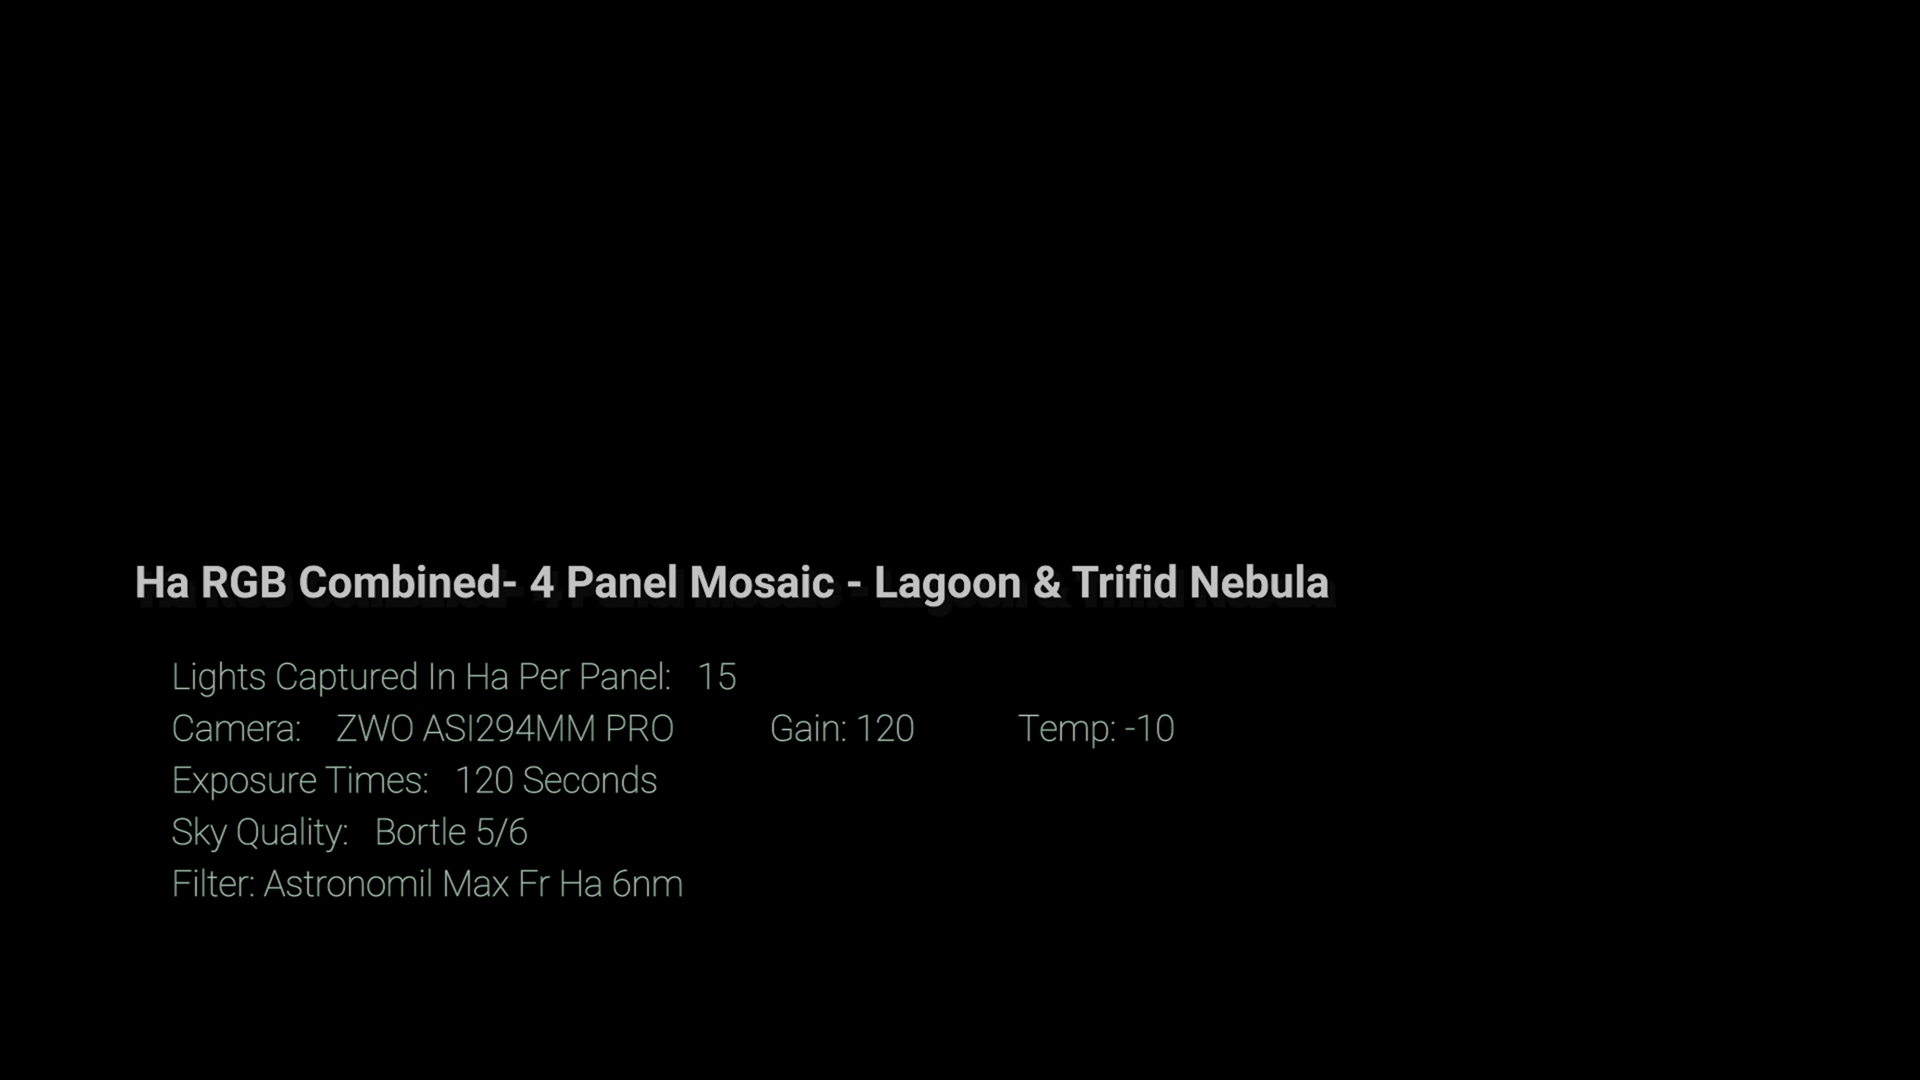 Ha RGB Combined- 4 Panel Mosaic - Lagoon & Trifid Nebula
Lights Captured In Ha Per Panel: 15
Camera: ZWO ASI294MM PRO Gain: 120 Temp: -10
Exposure Times: 120 Seconds
Sky Quality: Bortle 5/6
Filter: Astronomil Max Fr Ha 6nm